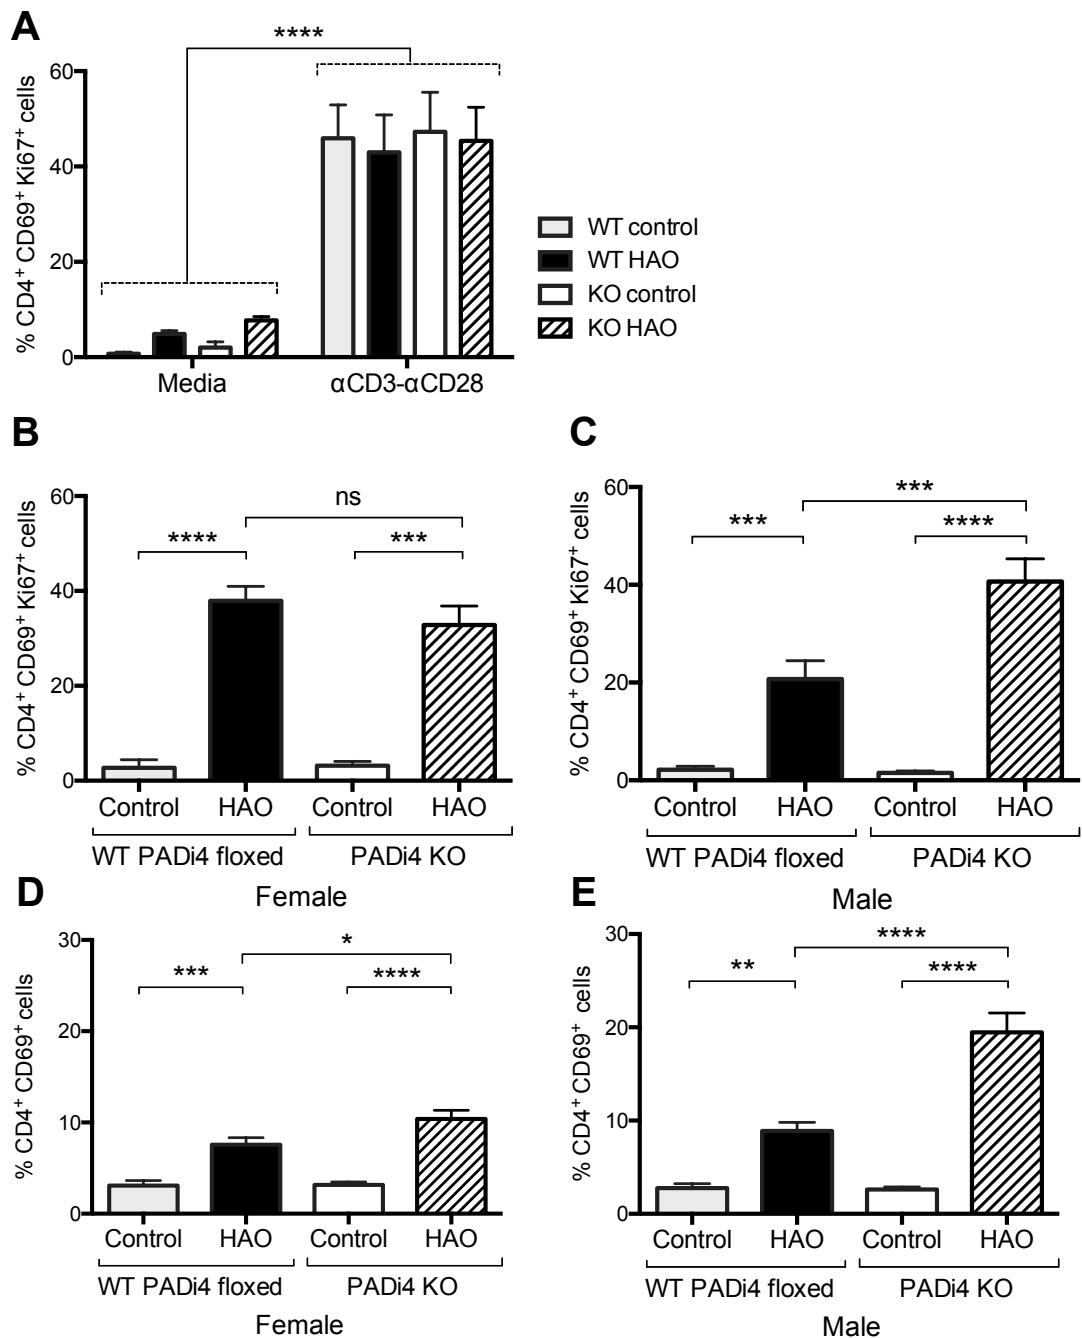 A
****
60
40
20
0
% CD4⁺ CD69⁺ Ki67⁺ cells
Media
αCD3-αCD28
WT control
WT HAO
KO control
KO HAO
B
60
40
20
0
% CD4⁺ CD69⁺ Ki67⁺ cells
ns
****
***
Control HAO Control HAO
WT PADi4 floxed PADi4 KO
Female
C
60
40
20
0
% CD4⁺ CD69⁺ Ki67⁺ cells
***
***
****
Control HAO Control HAO
WT PADi4 floxed PADi4 KO
Male
D
30
20
10
0
% CD4⁺ CD69⁺ cells
*
***
****
Control HAO Control HAO
WT PADi4 floxed PADi4 KO
Female
E
30
20
10
0
% CD4⁺ CD69⁺ cells
****
**
****
Control HAO Control HAO
WT PADi4 floxed PADi4 KO
Male